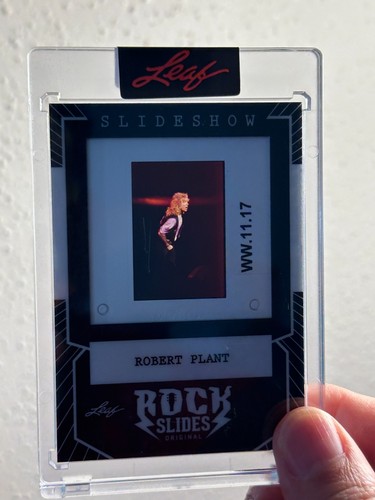 Leaf
SLIDESHOW
WW.11.17
ROBERT PLANT
Leaf
ROCK
SLIDES
ORIGINAL